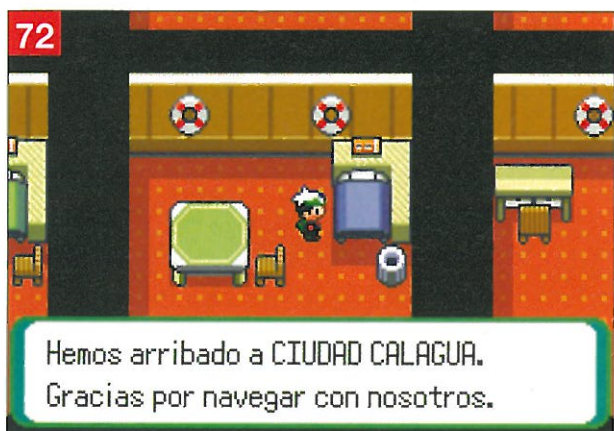 72
Hemos arribado a CIUDAD CALAGUA.
Gracias por navegar con nosotros.